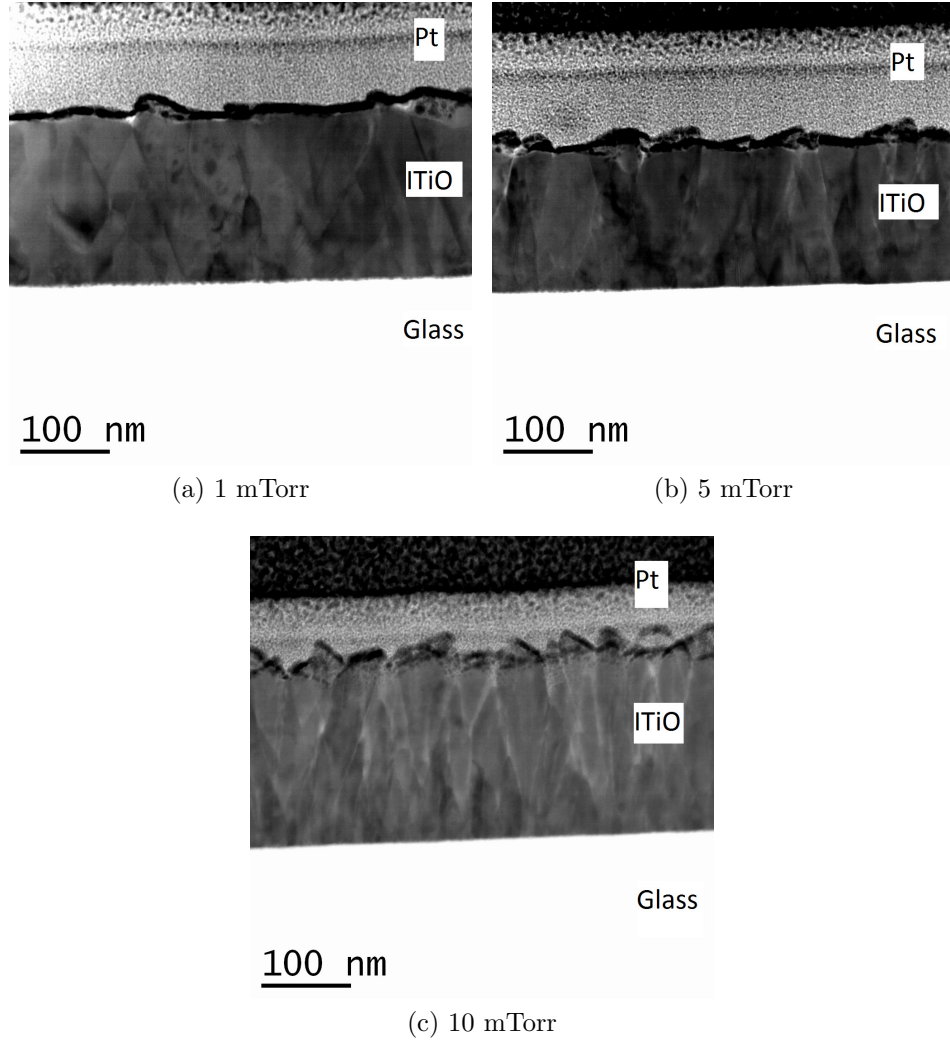 Pt
ITiO
Glass
100 nm
(a) 1 mTorr
Pt
ITiO
Glass
100 nm
(b) 5 mTorr
Pt
ITiO
Glass
100 nm
(c) 10 mTorr